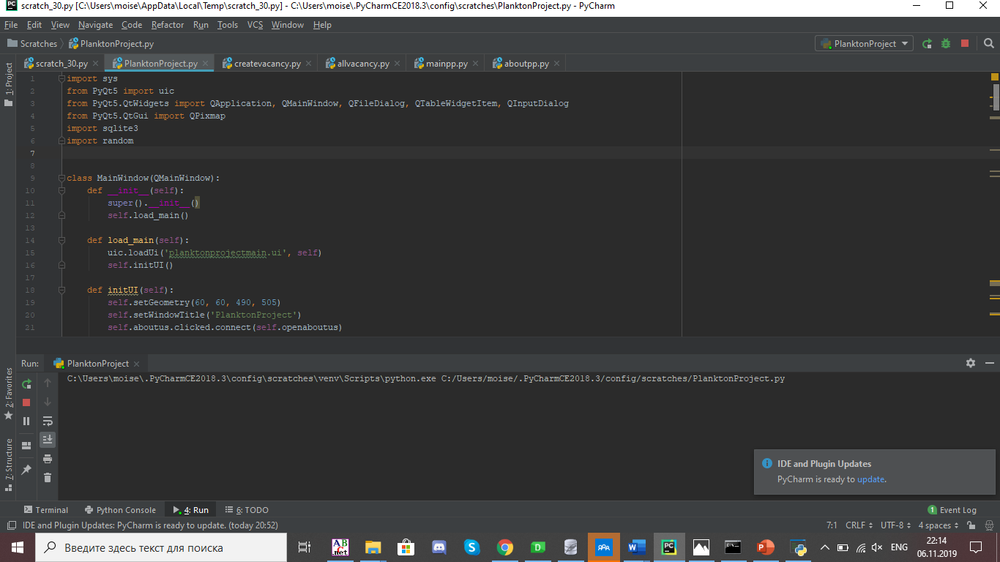 scratch_30.py [C:\Users\moise\AppData\Local\Temp\scratch_30.py] - C:\Users\moise\.PyCharmCE2018.3\config\scratches\PlanktonProject.py - PyCharm
File Edit View Navigate Code Refactor Run Tools VCS Window Help
Scratches PlanktonProject.py PlanktonProject
scratch_30.py PlanktonProject.py createvacancy.py allvacancy.py mainpp.py aboutpp.py
1: Project
1 import sys
2 from PyQt5 import uic
3 from PyQt5.QtWidgets import QApplication, QMainWindow, QFileDialog, QTableWidgetItem, QInputDialog
4 from PyQt5.QtGui import QPixmap
5 import sqlite3
6 import random
7
8
9 class MainWindow(QMainWindow):
10 def __init__(self):
11 super().__init__()
12 self.load_main()
13
14 def load_main(self):
15 uic.loadUi('planktonprojectmain.ui', self)
16 self.initUI()
17
18 def initUI(self):
19 self.setGeometry(60, 60, 490, 505)
20 self.setWindowTitle('PlanktonProject')
21 self.aboutus.clicked.connect(self.openaboutus)
Run: PlanktonProject
C:\Users\moise\.PyCharmCE2018.3\config\scratches\venv\Scripts\python.exe C:/Users/moise/.PyCharmCE2018.3/config/scratches/PlanktonProject.py
2: Favorites
7: Structure
IDE and Plugin Updates
PyCharm is ready to update.
Terminal Python Console 4: Run 6: TODO 1 Event Log
IDE and Plugin Updates: PyCharm is ready to update. (today 20:52) 7:1 CRLF UTF-8 4 spaces
Введите здесь текст для поиска ENG 22:14
06.11.2019